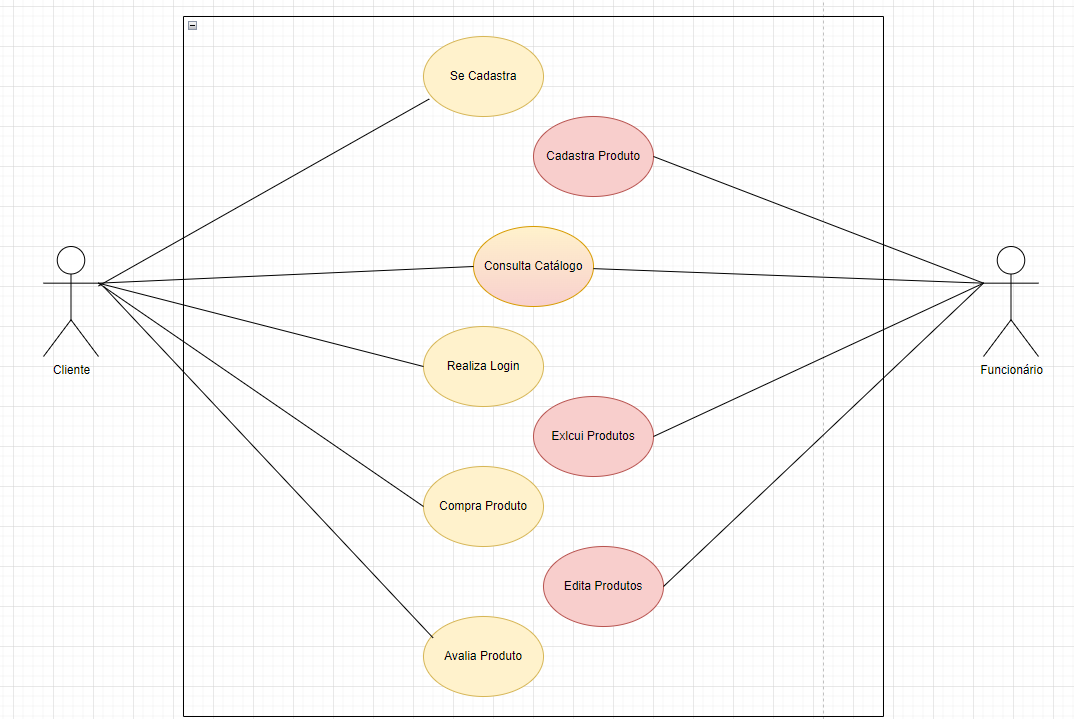 Se Cadastra
Cadastra Produto
Consulta Catálogo
Cliente
Funcionário
Realiza Login
Exlcui Produtos
Compra Produto
Edita Produtos
Avalia Produto